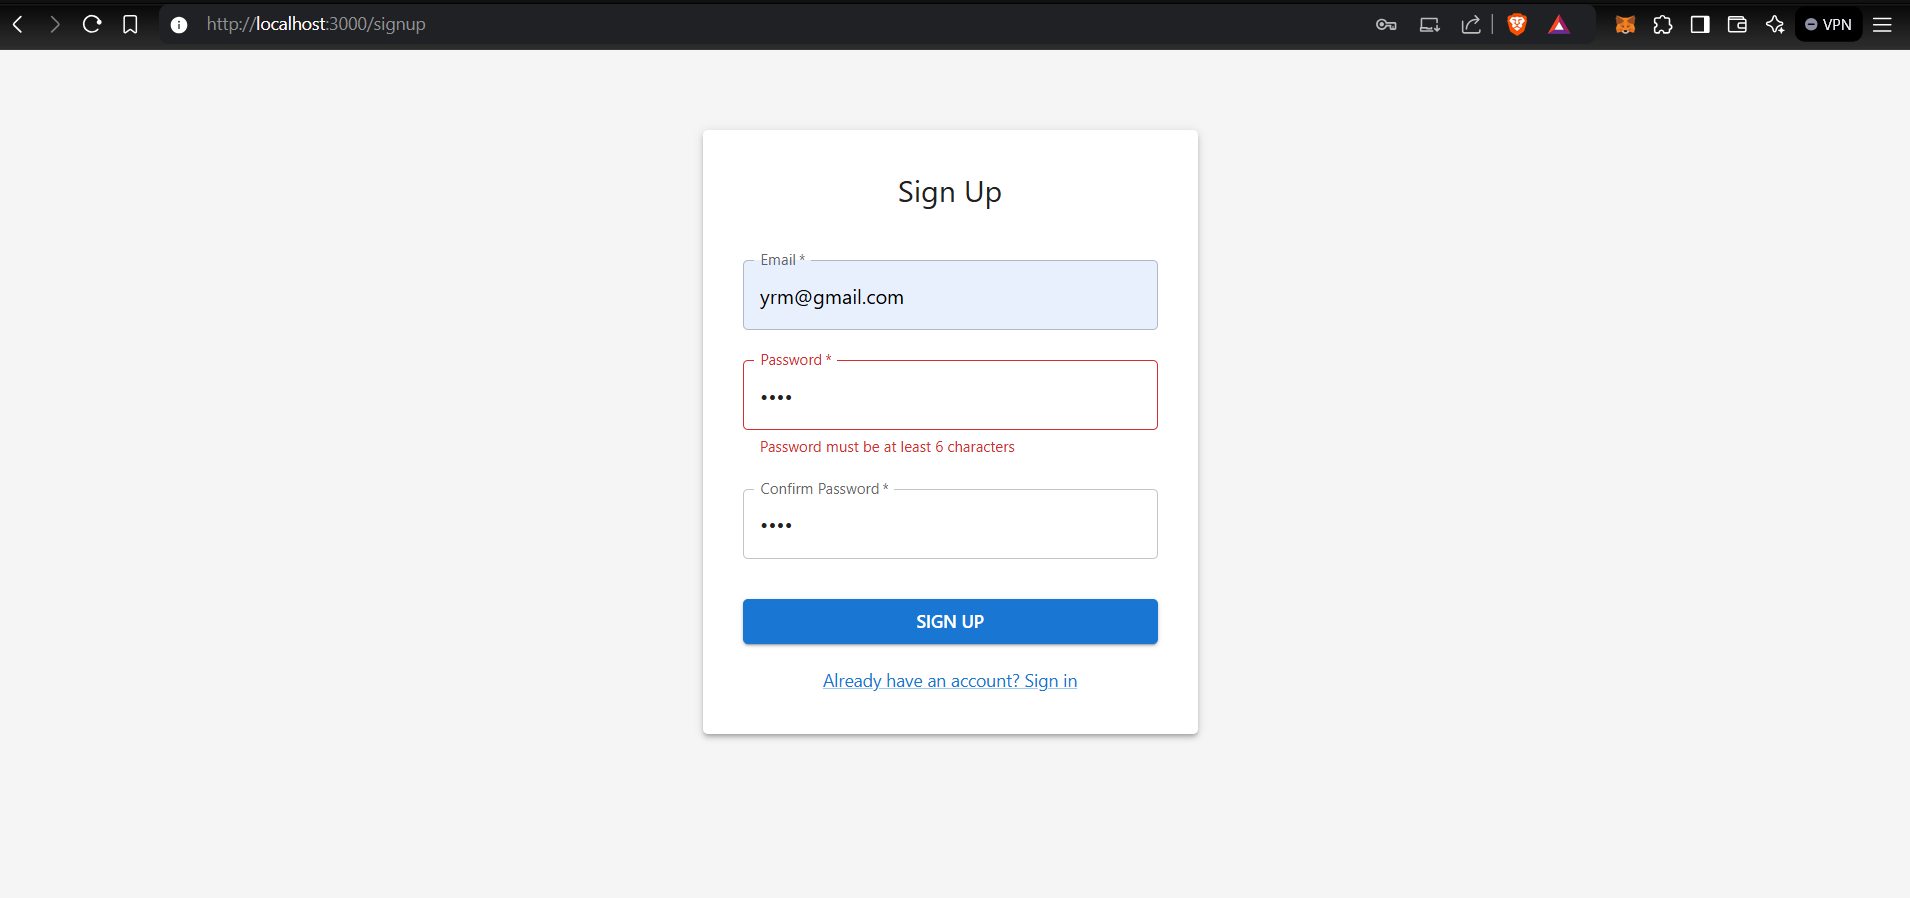 http://localhost:3000/signup
VPN
Sign Up
Email *
yrm@gmail.com
Password *
••••
Password must be at least 6 characters
Confirm Password *
••••
SIGN UP
Already have an account? Sign in